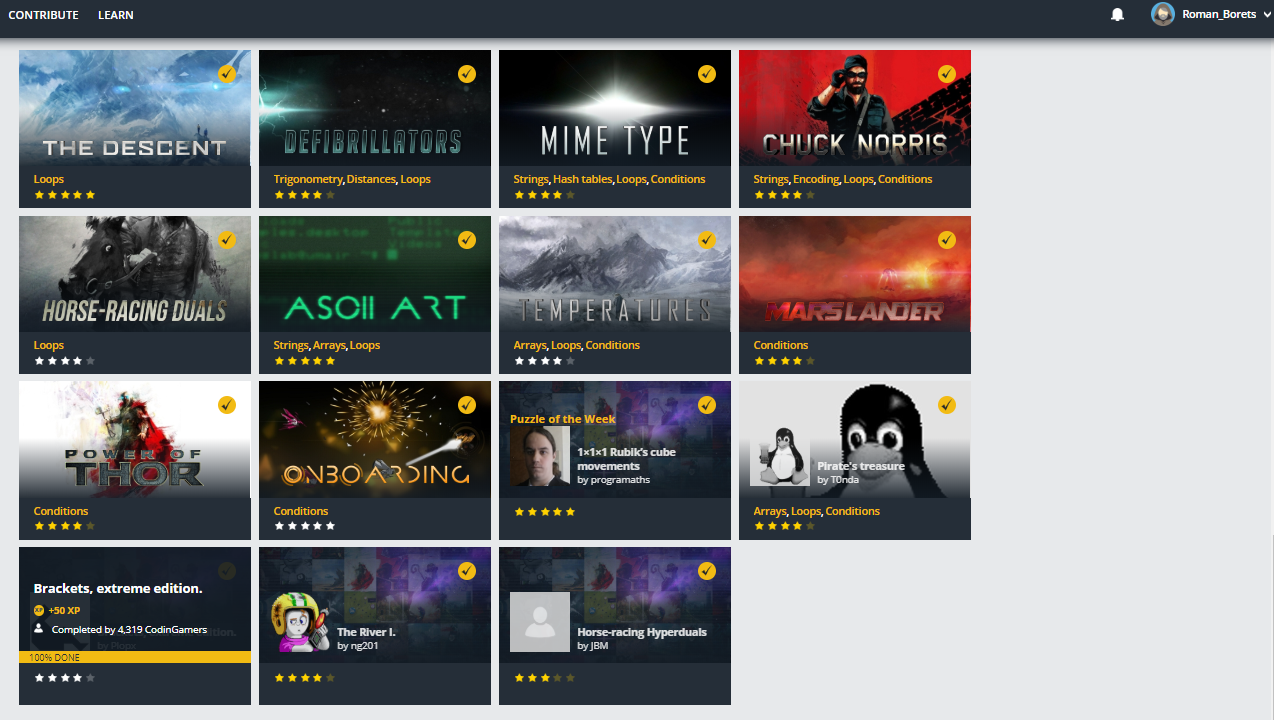 CONTRIBUTE LEARN Roman_Borets
THE DESCENT
Loops
DEFIBRILLATORS
Trigonometry, Distances, Loops
MIME TYPE
Strings, Hash tables, Loops, Conditions
CHUCK NORRIS
Strings, Encoding, Loops, Conditions
HORSE-RACING DUALS
Loops
ASCII ART
Strings, Arrays, Loops
TEMPERATURES
Arrays, Loops, Conditions
MARS LANDER
Conditions
POWER OF
THOR
Conditions
ONBOARDING
Conditions
Puzzle of the Week
1×1×1 Rubik's cube
movements
by programaths
Pirate's treasure
by T0nda
Arrays, Loops, Conditions
Brackets, extreme edition.
XP +50 XP
Completed by 4,319 CodinGamers
100% DONE
The River I.
by ng201
Horse-racing Hyperduals
by JBM